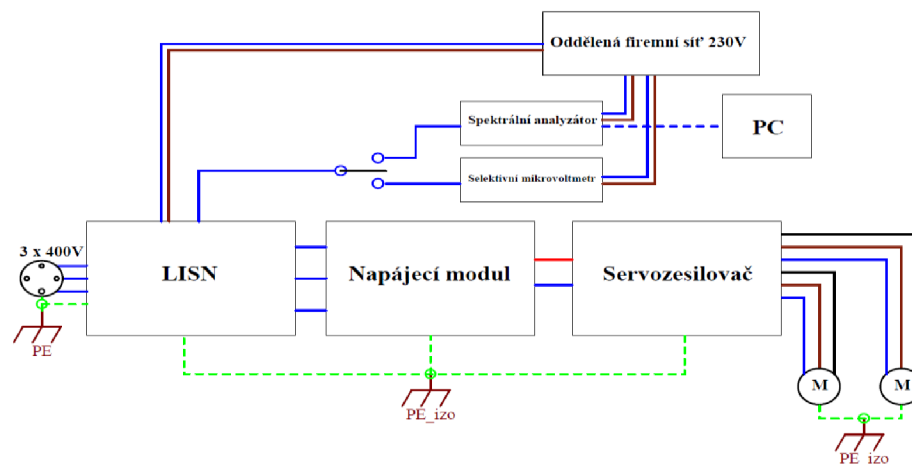 Oddělená firemní síť 230V
Spektrální analyzátor
PC
Selektivní mikrovoltmetr
3 x 400V
LISN
Napájecí modul
Servozesilovač
PE
PE_izo
M
M
PE_izo